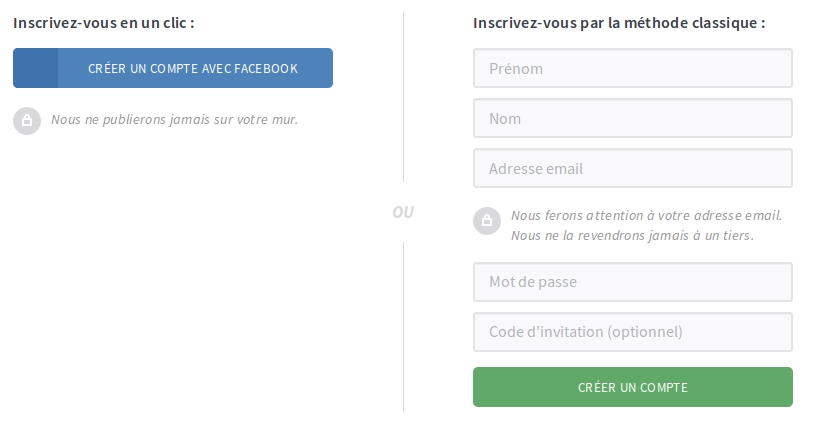 Inscrivez-vous en un clic :
CRÉER UN COMPTE AVEC FACEBOOK
Nous ne publierons jamais sur votre mur.
OU
Inscrivez-vous par la méthode classique :
Prénom
Nom
Adresse email
Nous ferons attention à votre adresse email.
Nous ne la revendrons jamais à un tiers.
Mot de passe
Code d'invitation (optionnel)
CRÉER UN COMPTE